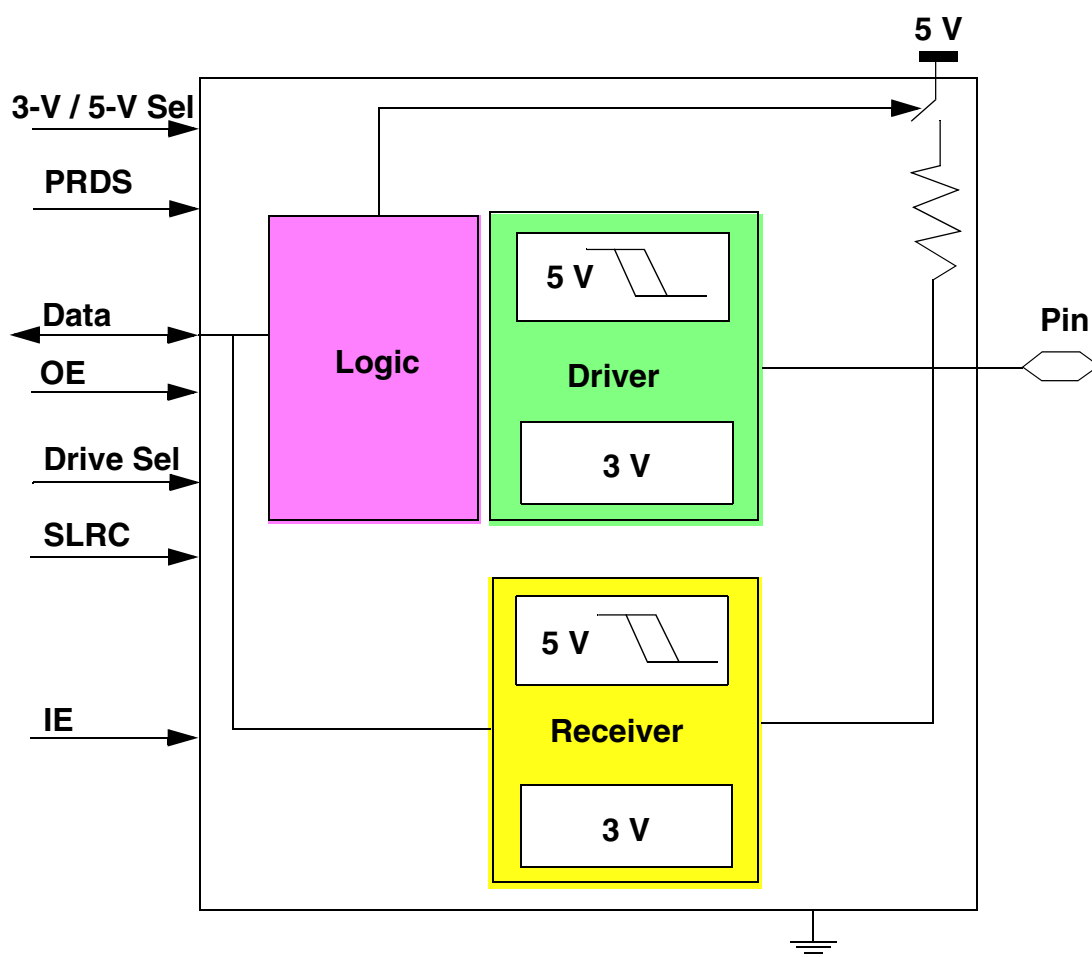 5 V
3-V / 5-V Sel
PRDS
Data
OE
Drive Sel
SLRC
IE
Logic
5 V
Driver
3 V
5 V
Receiver
3 V
Pin